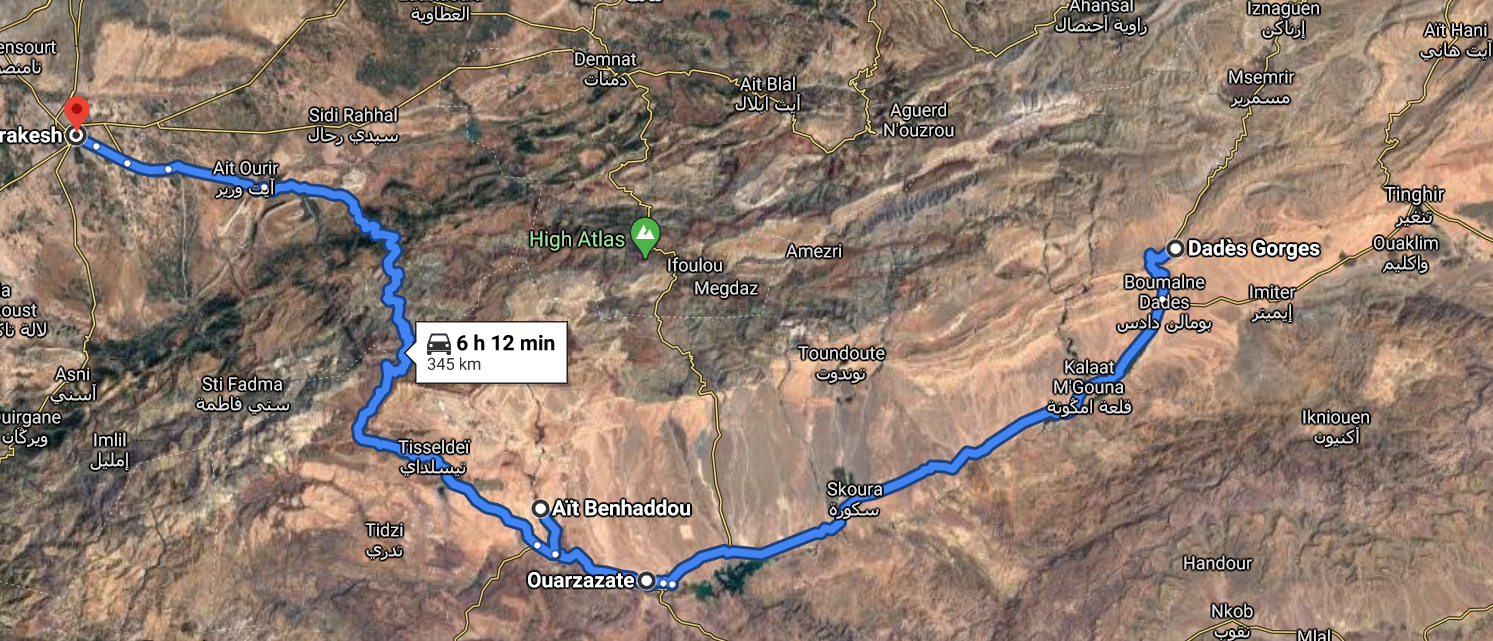 العطاوية
Ahansal
زاوية أحنصال
Iznaguen
إزناكن
Aït Hani
أيت هاني
ensourt
تامنصو
Demnat
دمنات
Ait Blal
أيت ابلال
Msemrir
مسمرير
Sidi Rahhal
سيدي رحال
Aguerd
N'ouzrou
rakesh
Ait Ourir
أيت ورير
Tinghir
تنغير
High Atlas
Ifoulou
Megdaz
Amezri
Dadès Gorges
Ouaklim
واكليم
Boumalne
Dades
بومالن دادس
Imiter
إيميتر
oust
6 h 12 min
345 km
Toundoute
توندوت
Kalaat
M'Gouna
قلعة امكونة
Asni
أسني
Sti Fadma
ستي فاطمة
uirgane
ويركان
Imlil
إمليل
Ikniouen
أكنيون
Tisseldeï
تيسلداي
Skoura
سكورة
Aït Benhaddou
Tidzi
تدزي
Ouarzazate
Handour
Nkob
نقوب
Mlal